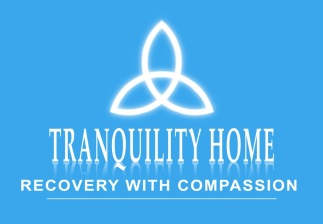 TRANQUILITY HOME
RECOVERY WITH COMPASSION